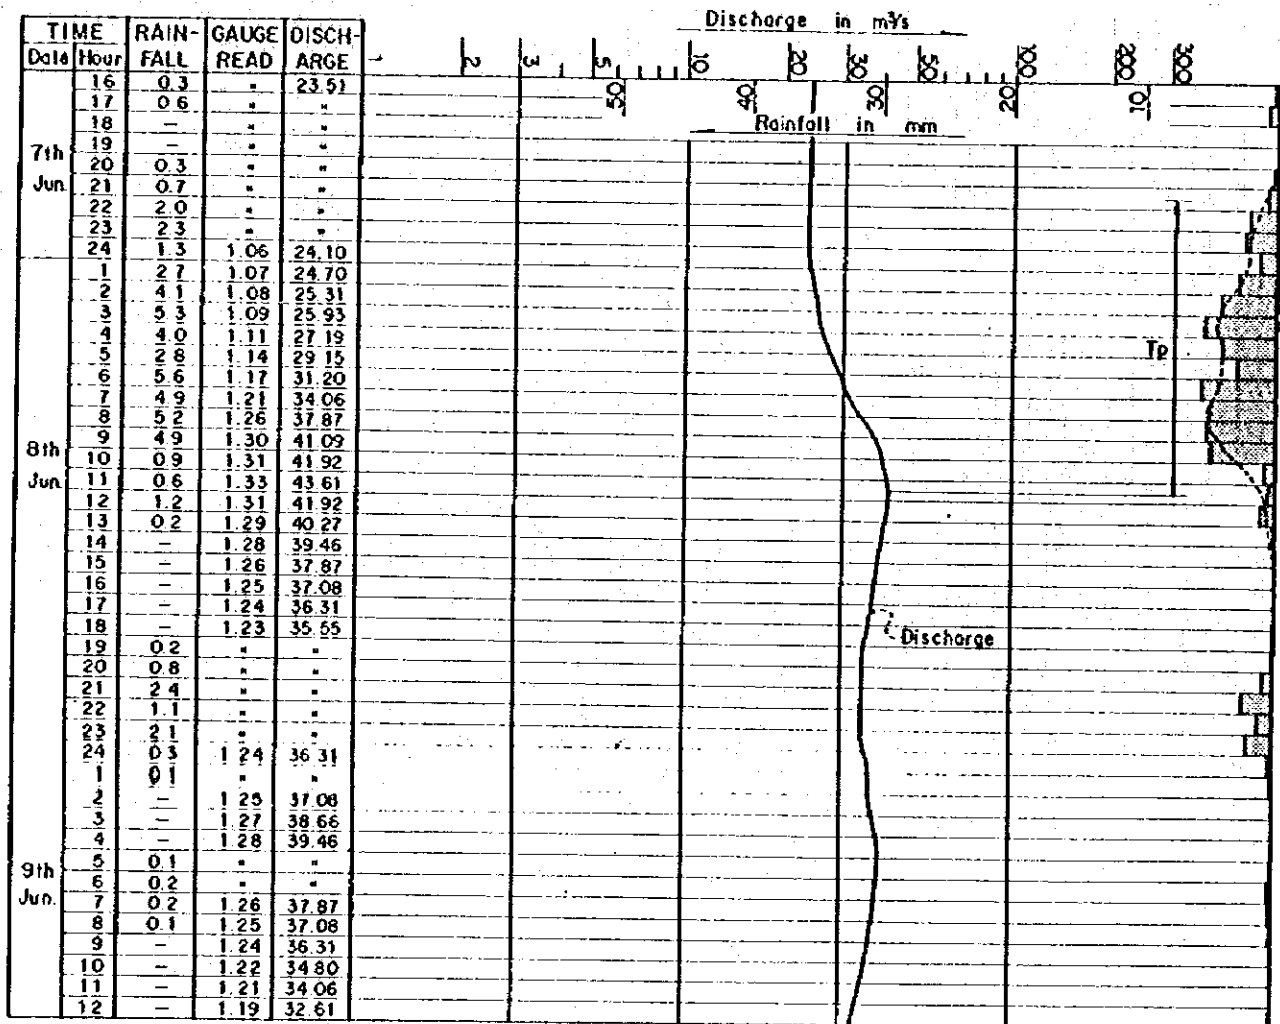 Discharge in m³/s
TIME RAIN- GAUGE DISCH-
Date Hour FALL READ ARGE
2 3 5 10 20 30 50 100 200 300
50 40 30 20 10
Rainfall in mm
16 0.3 " 23.51
17 0.6 " "
18 — " "
19 — " "
7th
20 0.3 " "
Jun. 21 0.7 " "
22 2.0 " "
23 2.3 " "
24 1.3 1.06 24.10
1 2.7 1.07 24.70
2 4.1 1.08 25.31
3 5.3 1.09 25.93
4 4.0 1.11 27.19
5 2.8 1.14 29.15
Tp
6 5.6 1.17 31.20
7 4.9 1.21 34.06
8 5.2 1.26 37.87
9 4.9 1.30 41.09
8th
10 0.9 1.31 41.92
Jun. 11 0.6 1.33 43.61
12 1.2 1.31 41.92
13 0.2 1.29 40.27
14 — 1.28 39.46
15 — 1.26 37.87
16 — 1.25 37.08
17 — 1.24 36.31
18 — 1.23 35.55
Discharge
19 0.2 " "
20 0.8 " "
21 2.4 " "
22 1.1 " "
23 2.1 " "
24 0.3 1.24 36.31
1 0.1 " "
2 — 1.25 37.08
3 — 1.27 38.66
4 — 1.28 39.46
5 0.1 " "
9th
6 0.2 " "
Jun. 7 0.2 1.26 37.87
8 0.1 1.25 37.08
9 — 1.24 36.31
10 — 1.22 34.80
11 — 1.21 34.06
12 — 1.19 32.61